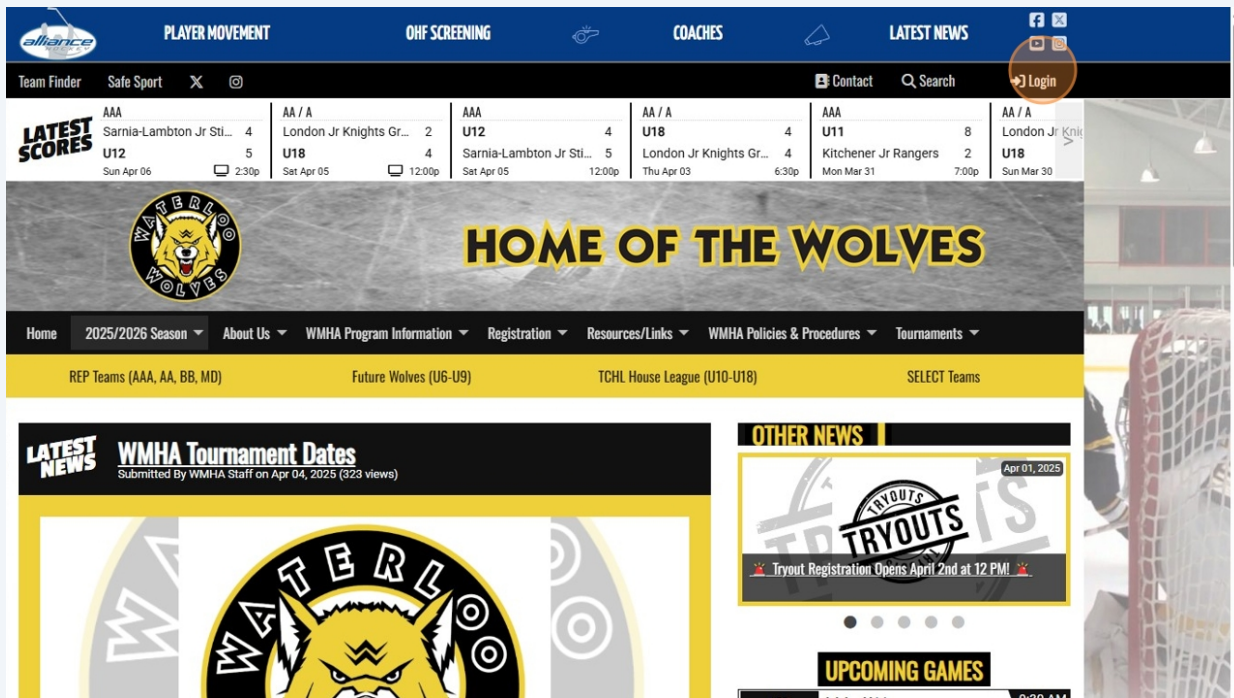 alliance
HOCKEY
PLAYER MOVEMENT
OHF SCREENING
COACHES
LATEST NEWS
Team Finder
Safe Sport
Contact
Search
Login
LATEST
SCORES
AAA
Sarnia-Lambton Jr Sti... 4
U12 5
Sun Apr 06 2:30p
AA / A
London Jr Knights Gr... 2
U18 4
Sat Apr 05 12:00p
AAA
U12 4
Sarnia-Lambton Jr Sti... 5
Sat Apr 05 12:00p
AA / A
U18 4
London Jr Knights Gr... 4
Thu Apr 03 6:30p
AAA
U11 8
Kitchener Jr Rangers 2
Mon Mar 31 7:00p
AA / A
London Jr Knig
U18
Sun Mar 30
>
WATERLOO
WOLVES
HOME OF THE WOLVES
Home
2025/2026 Season
About Us
WMHA Program Information
Registration
Resources/Links
WMHA Policies & Procedures
Tournaments
REP Teams (AAA, AA, BB, MD)
Future Wolves (U6-U9)
TCHL House League (U10-U18)
SELECT Teams
LATEST
NEWS
WMHA Tournament Dates
Submitted By WMHA Staff on Apr 04, 2025 (323 views)
WATERLOO
OTHER NEWS
Apr 01, 2025
TRYOUTS
TRYOUTS
TRYOUTS
🚨 Tryout Registration Opens April 2nd at 12 PM! 🚨
UPCOMING GAMES